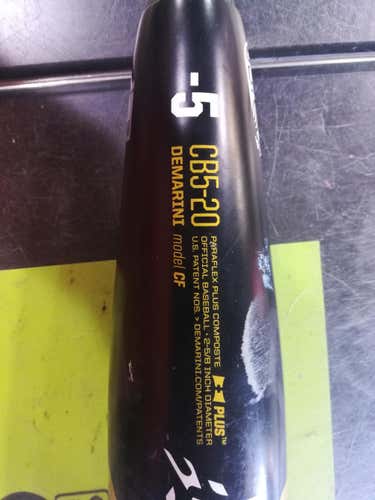 -5
CB5-20
DEMARINI model CF
PARAFLEX PLUS COMPOSITE
OFFICIAL BASEBALL • 2-5/8 INCH DIAMETER
U.S. PATENT NOS. > DEMARINI.COM/PATENTS
PLUS™